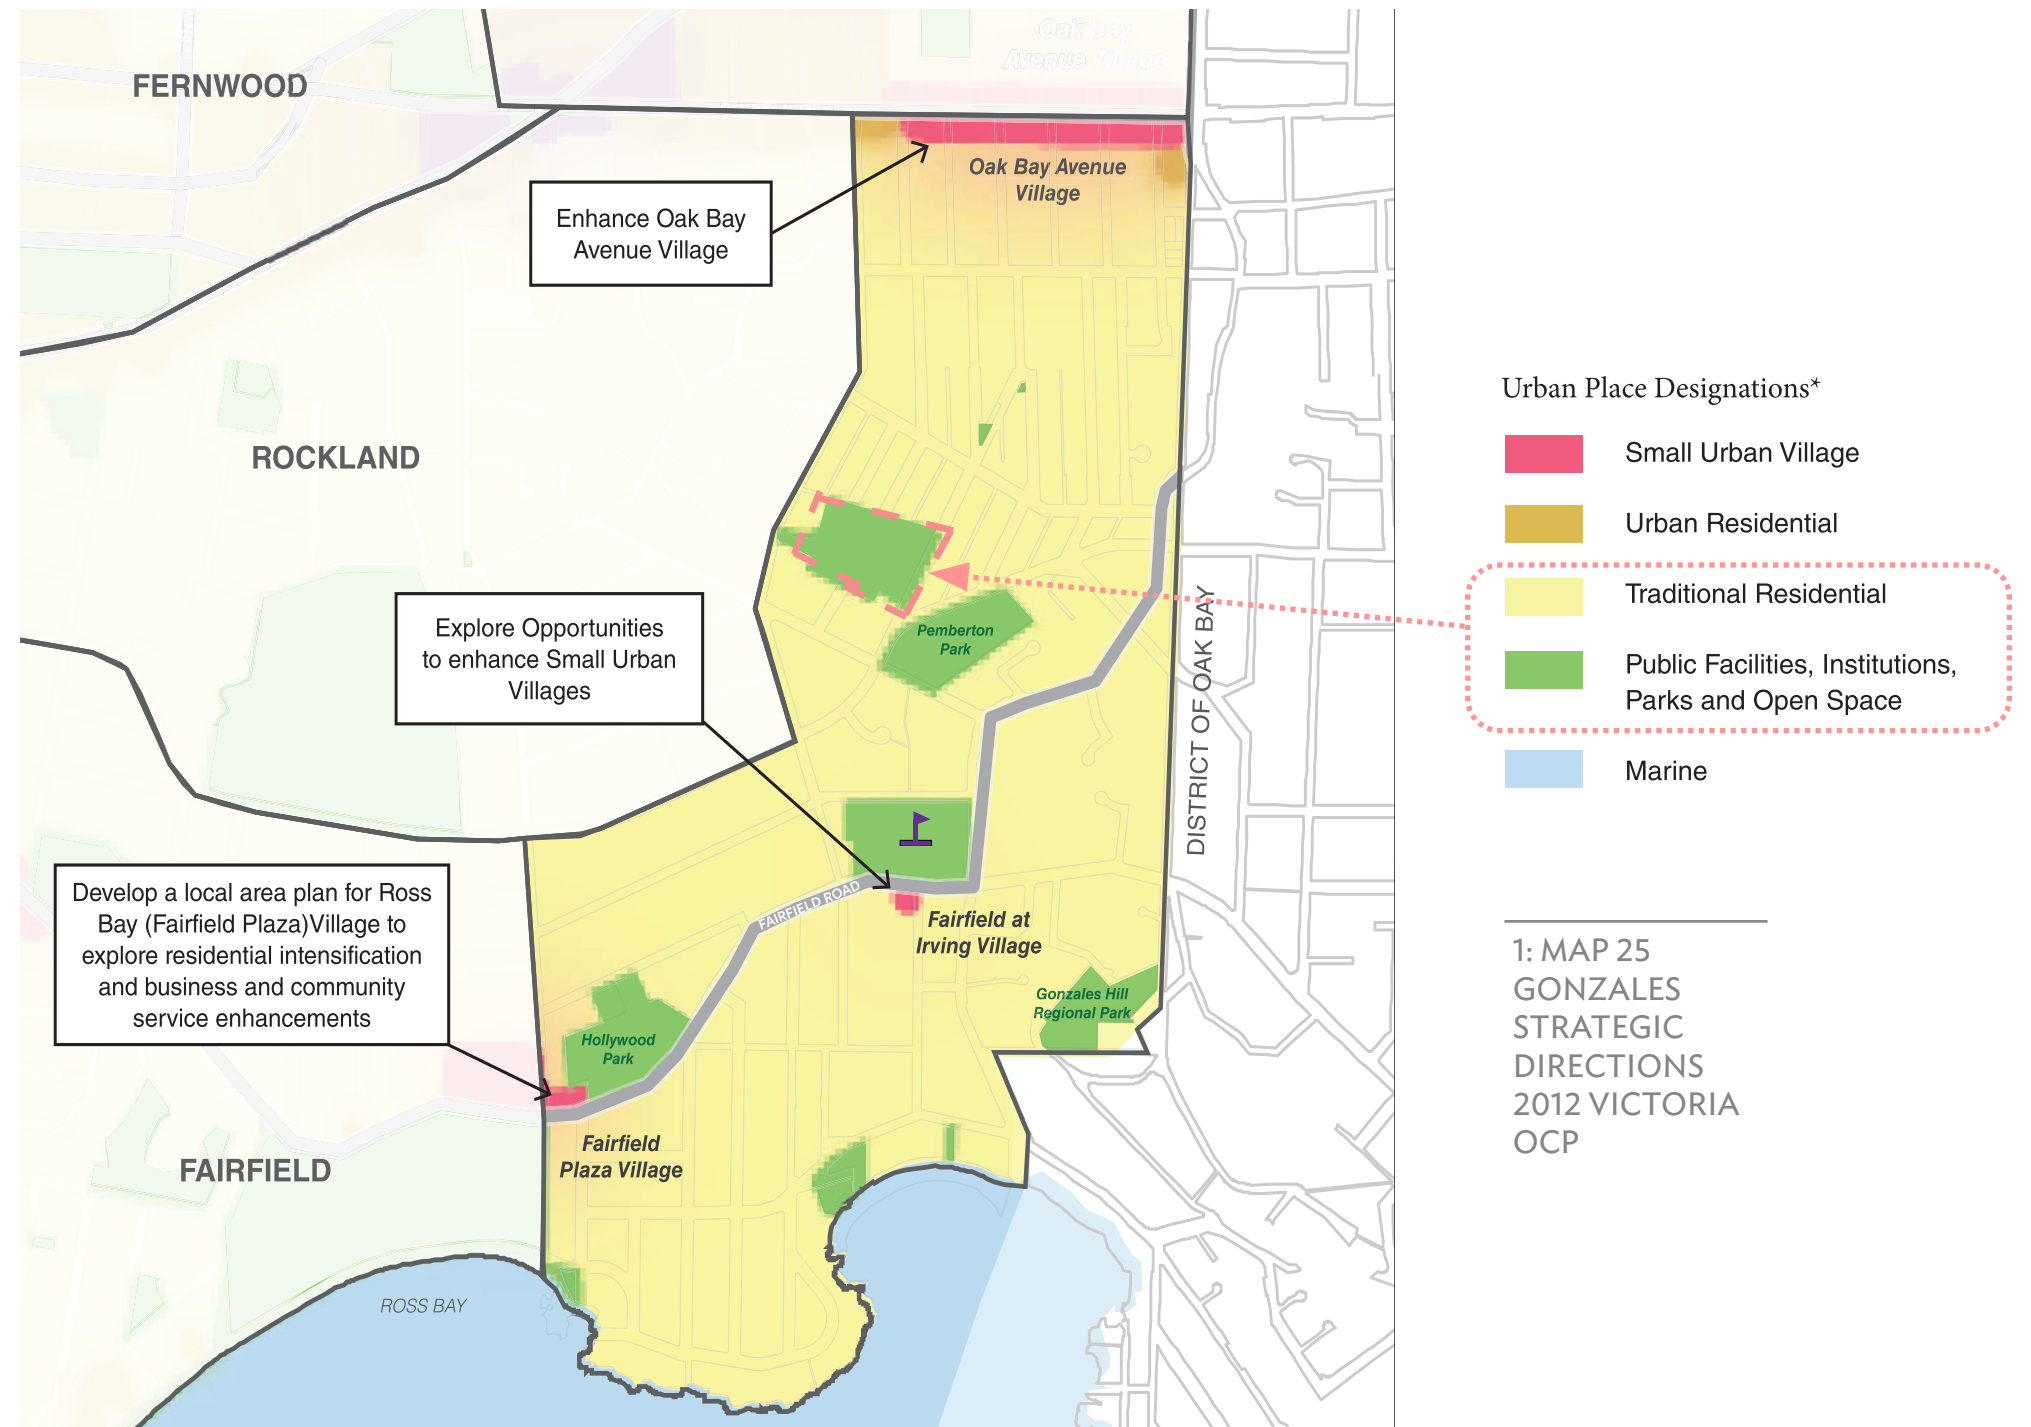 Oak Bay
Avenue Village
FERNWOOD
Oak Bay Avenue
Village
Enhance Oak Bay
Avenue Village
ROCKLAND
Explore Opportunities
to enhance Small Urban
Villages
Pemberton
Park
DISTRICT OF OAK BAY
FAIRFIELD ROAD
Fairfield at
Irving Village
Develop a local area plan for Ross
Bay (Fairfield Plaza)Village to
explore residential intensification
and business and community
service enhancements
Gonzales Hill
Regional Park
Hollywood
Park
Fairfield
Plaza Village
FAIRFIELD
ROSS BAY
Urban Place Designations*
Small Urban Village
Urban Residential
Traditional Residential
Public Facilities, Institutions,
Parks and Open Space
Marine
1: MAP 25
GONZALES
STRATEGIC
DIRECTIONS
2012 VICTORIA
OCP